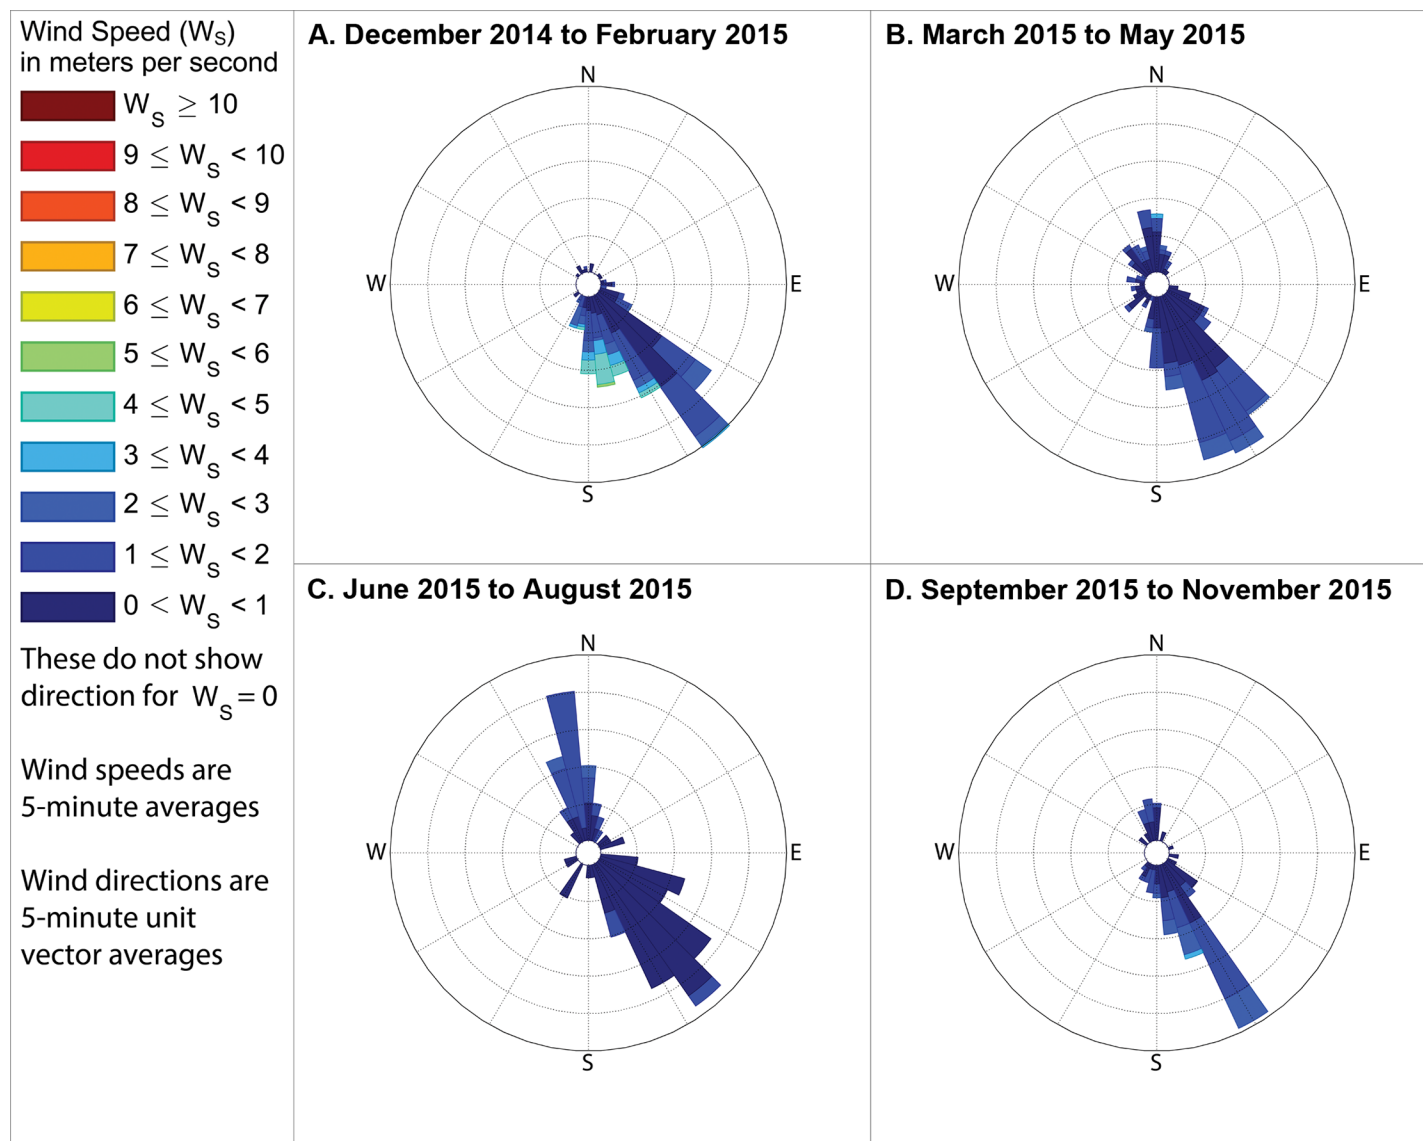 Wind Speed (WS)
in meters per second
WS ≥ 10
9 ≤ WS < 10
8 ≤ WS < 9
7 ≤ WS < 8
6 ≤ WS < 7
5 ≤ WS < 6
4 ≤ WS < 5
3 ≤ WS < 4
2 ≤ WS < 3
1 ≤ WS < 2
0 < WS < 1
These do not show
direction for WS = 0
Wind speeds are
5-minute averages
Wind directions are
5-minute unit
vector averages
A. December 2014 to February 2015
N
W
E
S
B. March 2015 to May 2015
N
W
E
S
C. June 2015 to August 2015
N
W
E
S
D. September 2015 to November 2015
N
W
E
S